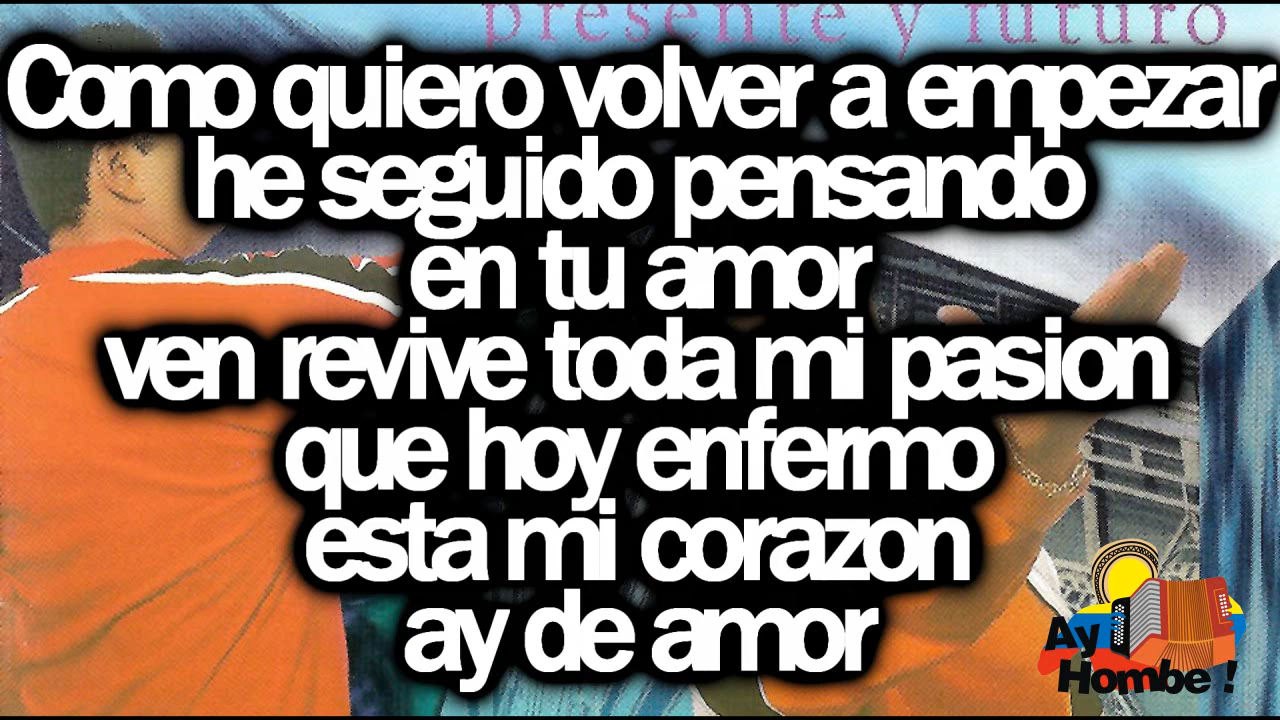 presente y futuro
Como quiero volver a empezar
he seguido pensando
en tu amor
ven revive toda mi pasion
que hoy enfermo
esta mi corazon
ay de amor
Ay
Hombe !